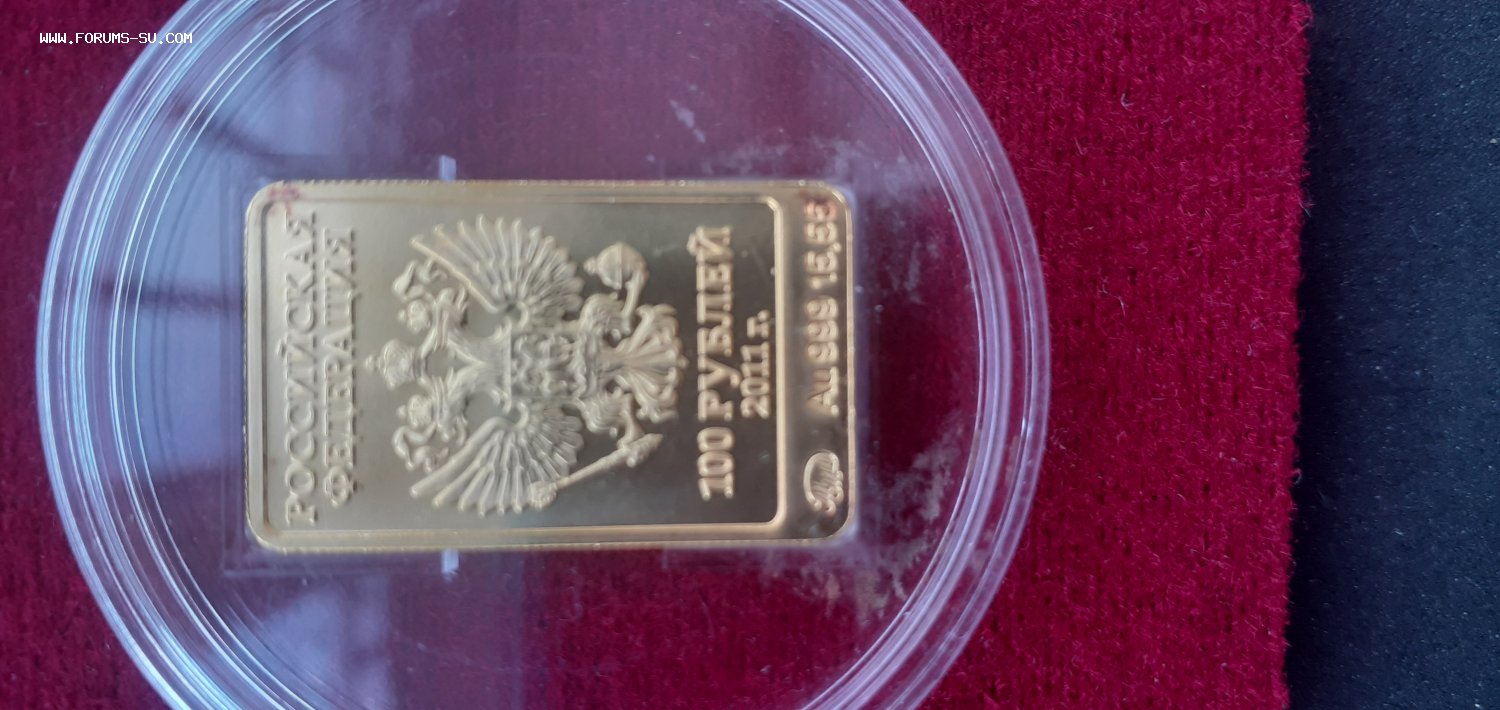 WWW.FORUMS-SU.COM
РОССИЙСКАЯ
ФЕДЕРАЦИЯ
100 РУБЛЕЙ
2011 г.
Au 999 15,55